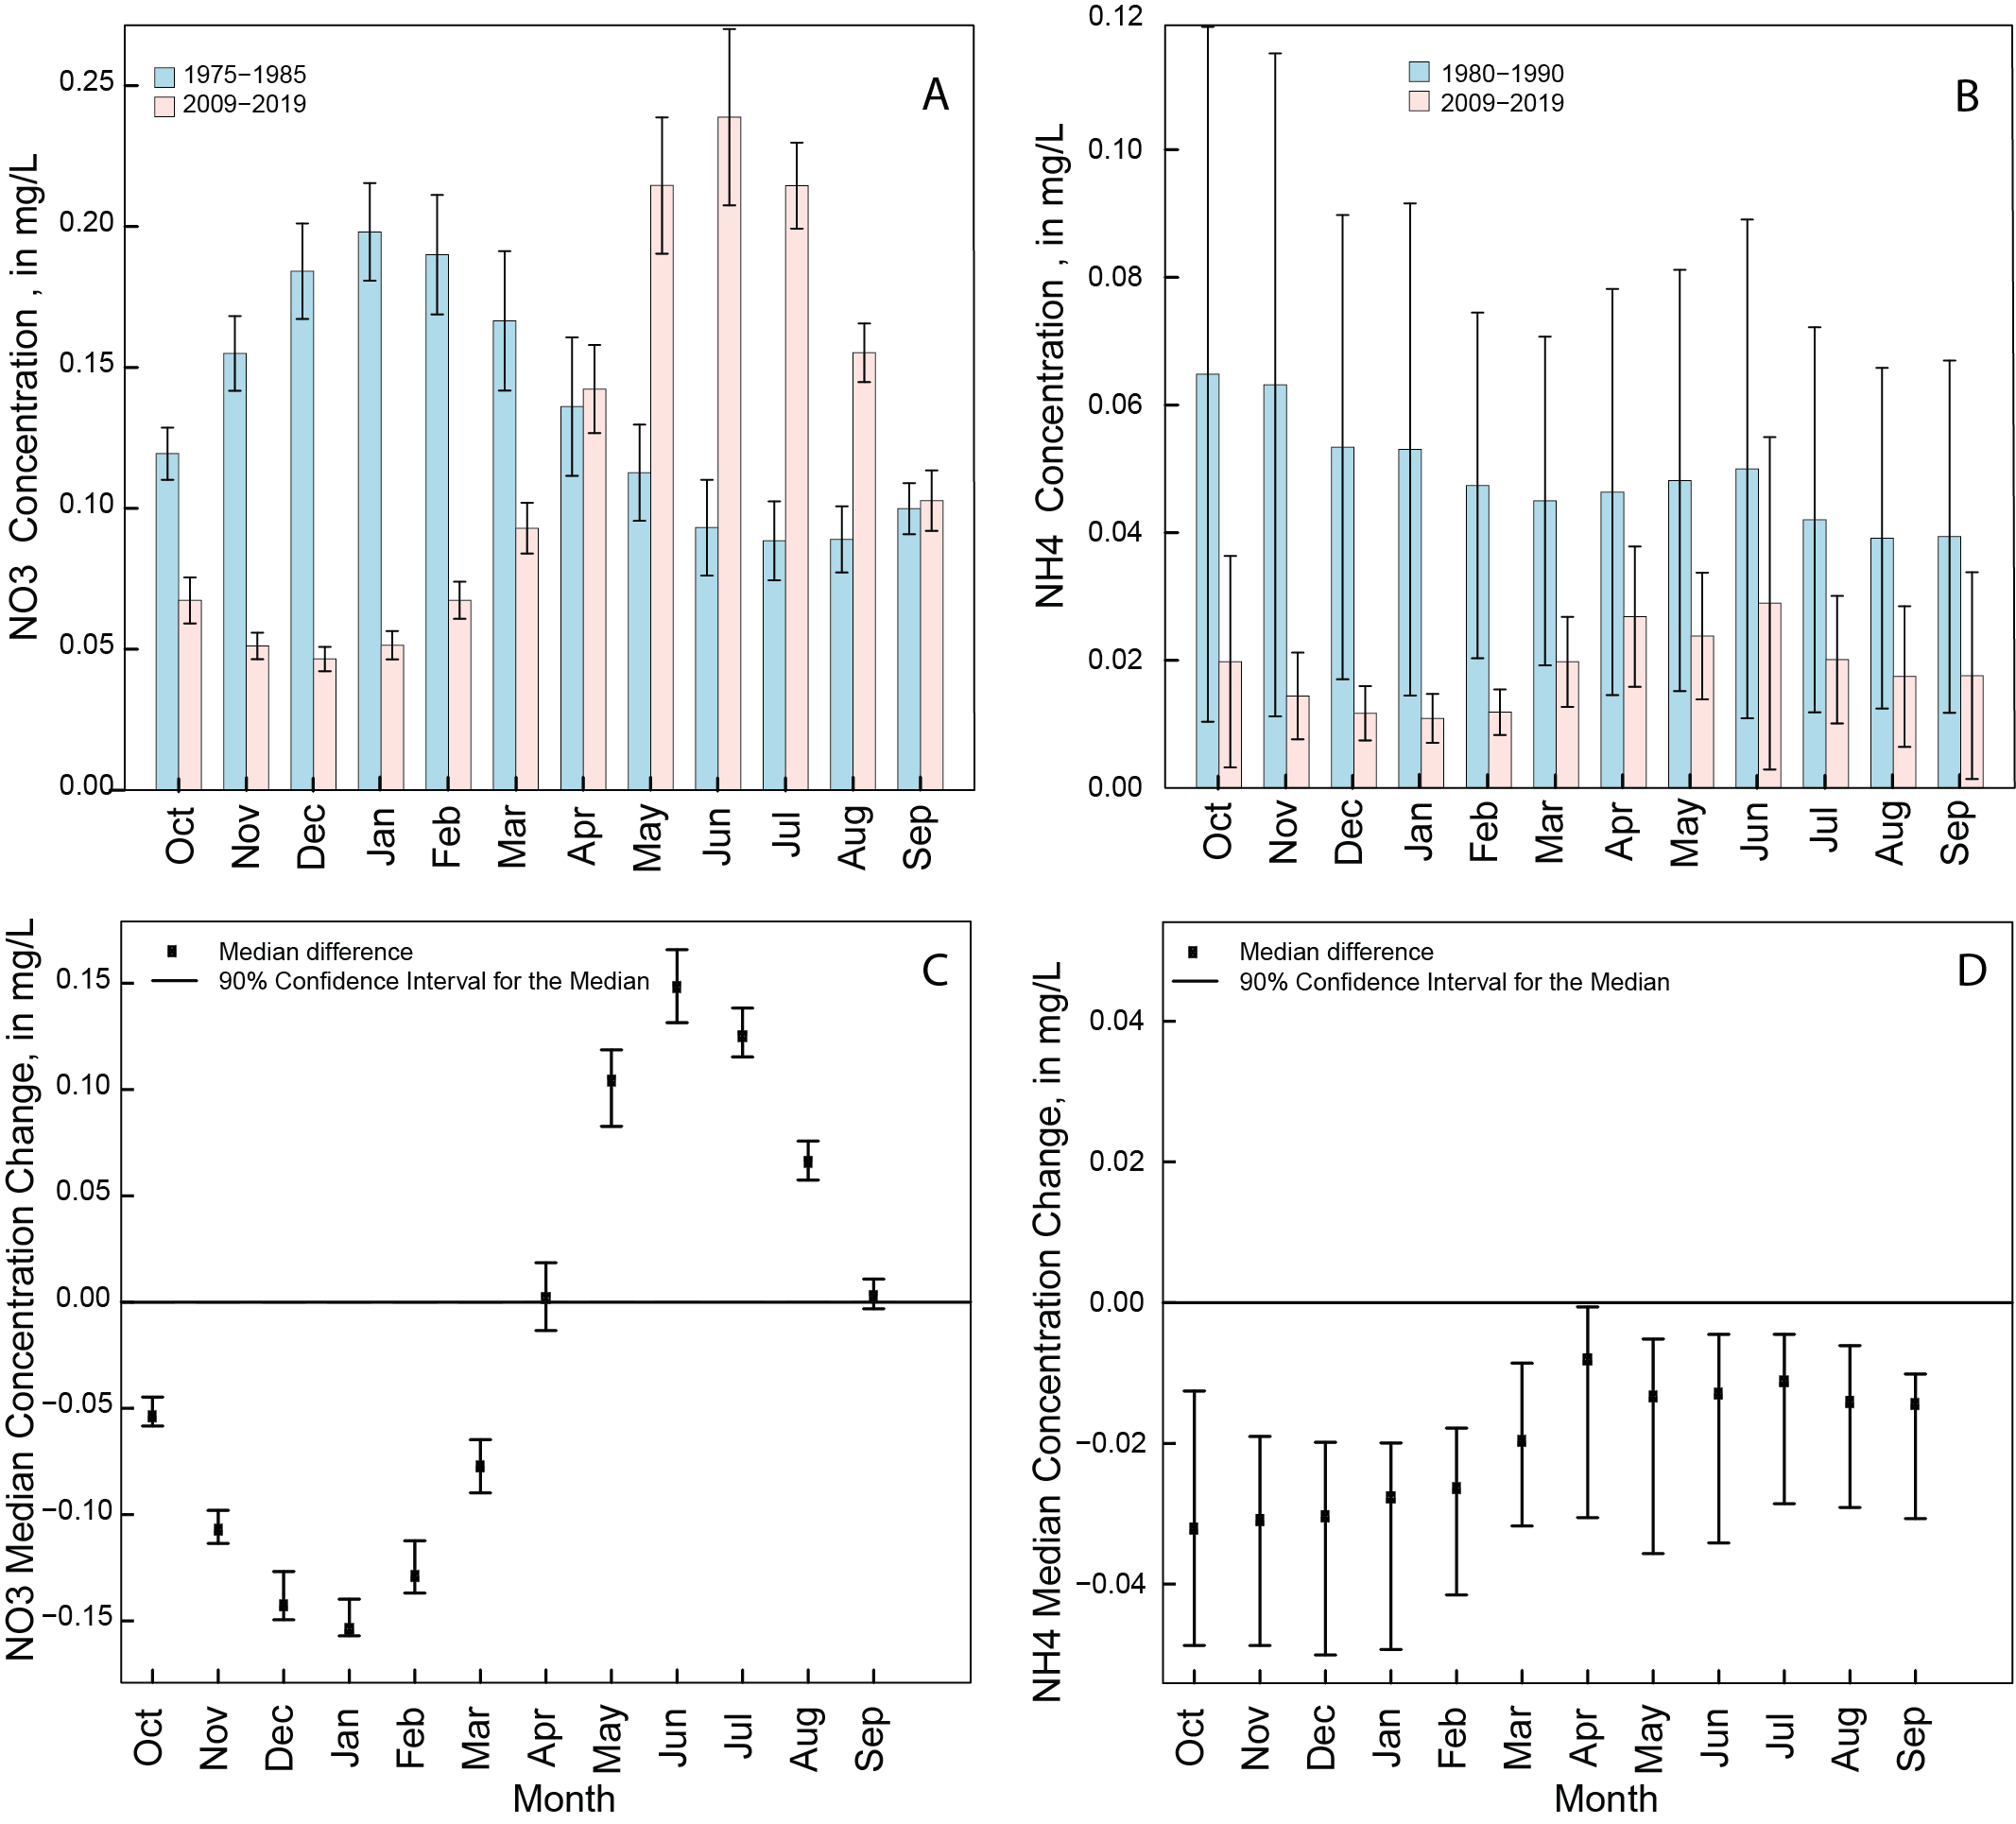 A
1975−1985
2009−2019
NO3 Concentration , in mg/L
0.25
0.20
0.15
0.10
0.05
0.00
Oct Nov Dec Jan Feb Mar Apr May Jun Jul Aug Sep
B
1980−1990
2009−2019
NH4 Concentration , in mg/L
0.12
0.10
0.08
0.06
0.04
0.02
0.00
Oct Nov Dec Jan Feb Mar Apr May Jun Jul Aug Sep
C
Median difference
90% Confidence Interval for the Median
NO3 Median Concentration Change, in mg/L
0.15
0.10
0.05
0.00
−0.05
−0.10
−0.15
Oct Nov Dec Jan Feb Mar Apr May Jun Jul Aug Sep
Month
D
Median difference
90% Confidence Interval for the Median
NH4 Median Concentration Change, in mg/L
0.04
0.02
0.00
−0.02
−0.04
Oct Nov Dec Jan Feb Mar Apr May Jun Jul Aug Sep
Month